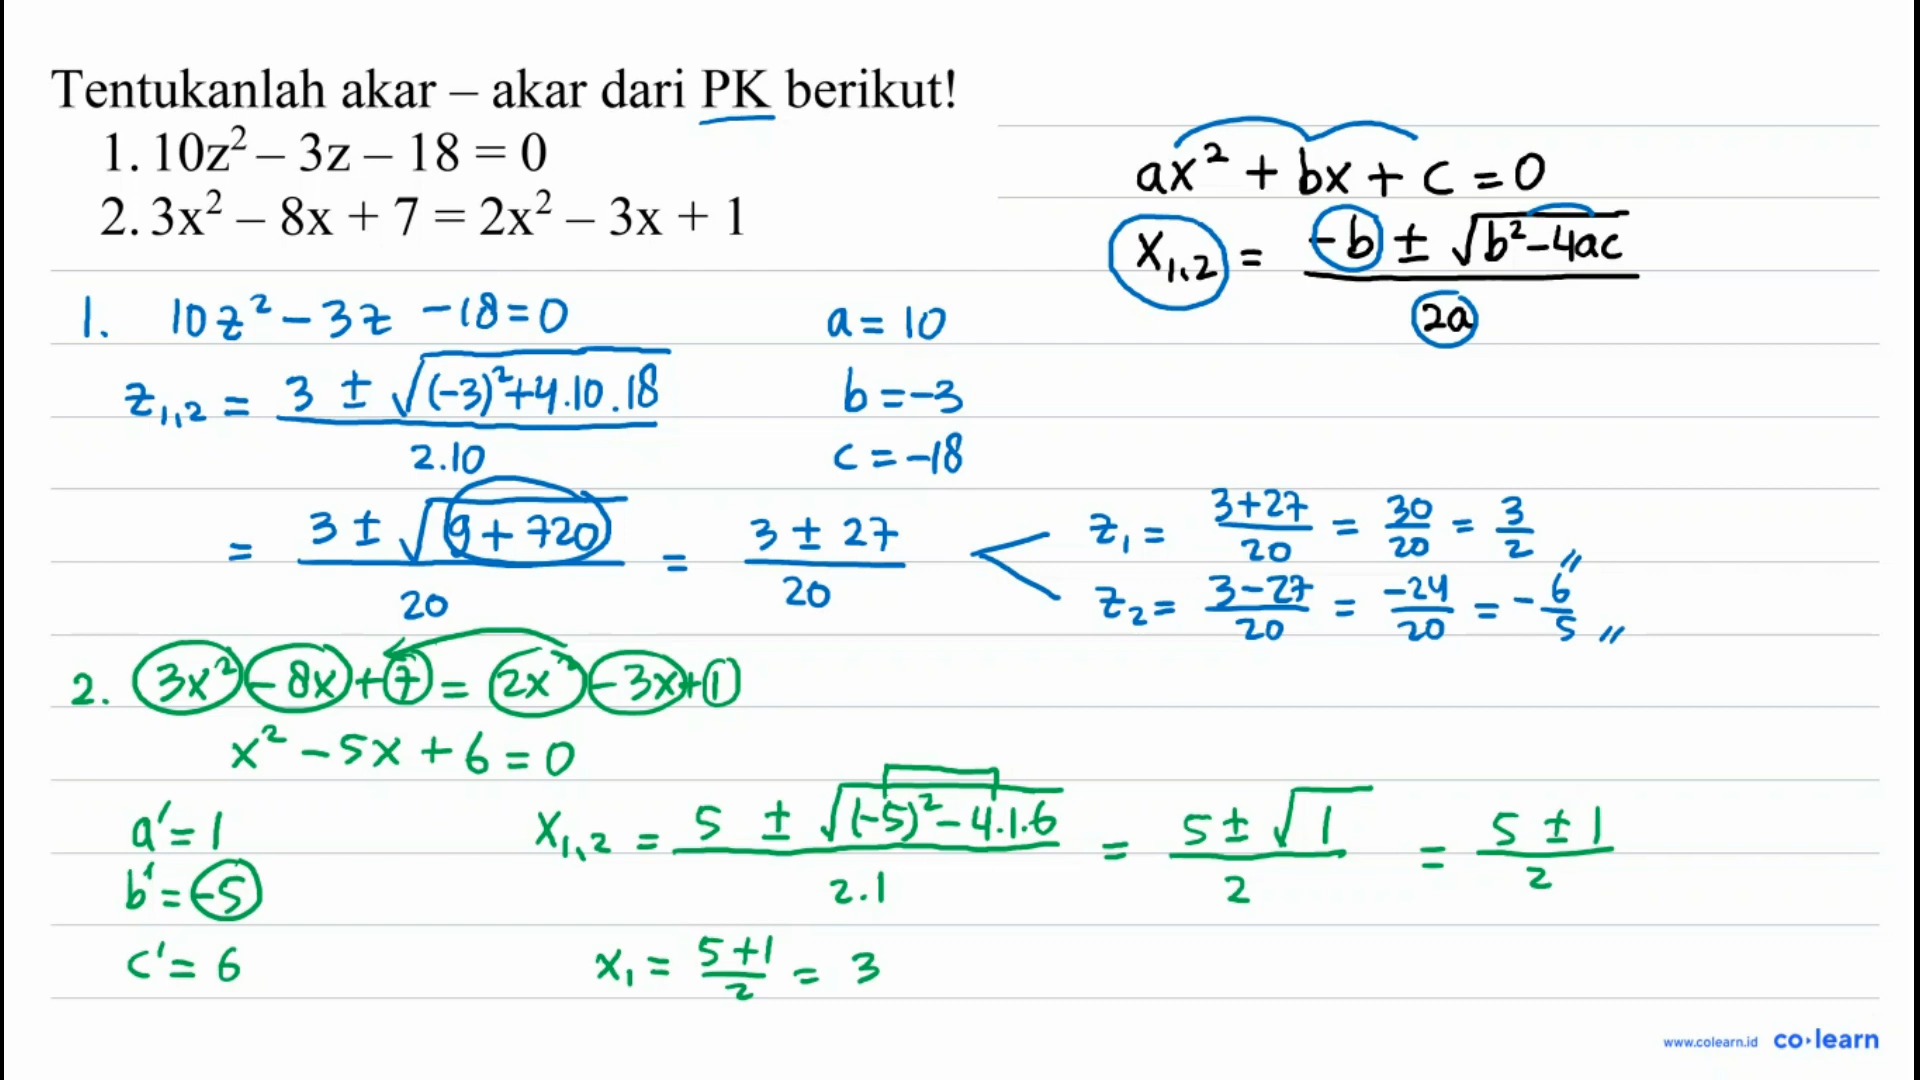 Tentukanlah akar – akar dari PK berikut!
1. 10z² – 3z – 18 = 0
2. 3x² – 8x + 7 = 2x² – 3x + 1
ax² + bx + c = 0
x₁,₂ = (-b ± √(b²-4ac))/(2a)
1. 10z² - 3z - 18 = 0
a = 10
z₁,₂ = (3 ± √((-3)²+4.10.18))/(2.10)
b = -3
c = -18
= (3 ± √(9+720))/20 = (3 ± 27)/20
z₁ = (3+27)/20 = 30/20 = 3/2 //
z₂ = (3-27)/20 = -24/20 = -6/5 //
2. 3x² - 8x + 7 = 2x² - 3x + 1
x² - 5x + 6 = 0
a' = 1
b' = -5
c' = 6
x₁,₂ = (5 ± √((-5)²-4.1.6))/(2.1) = (5 ± √1)/2 = (5 ± 1)/2
x₁ = (5+1)/2 = 3
www.colearn.id co·learn